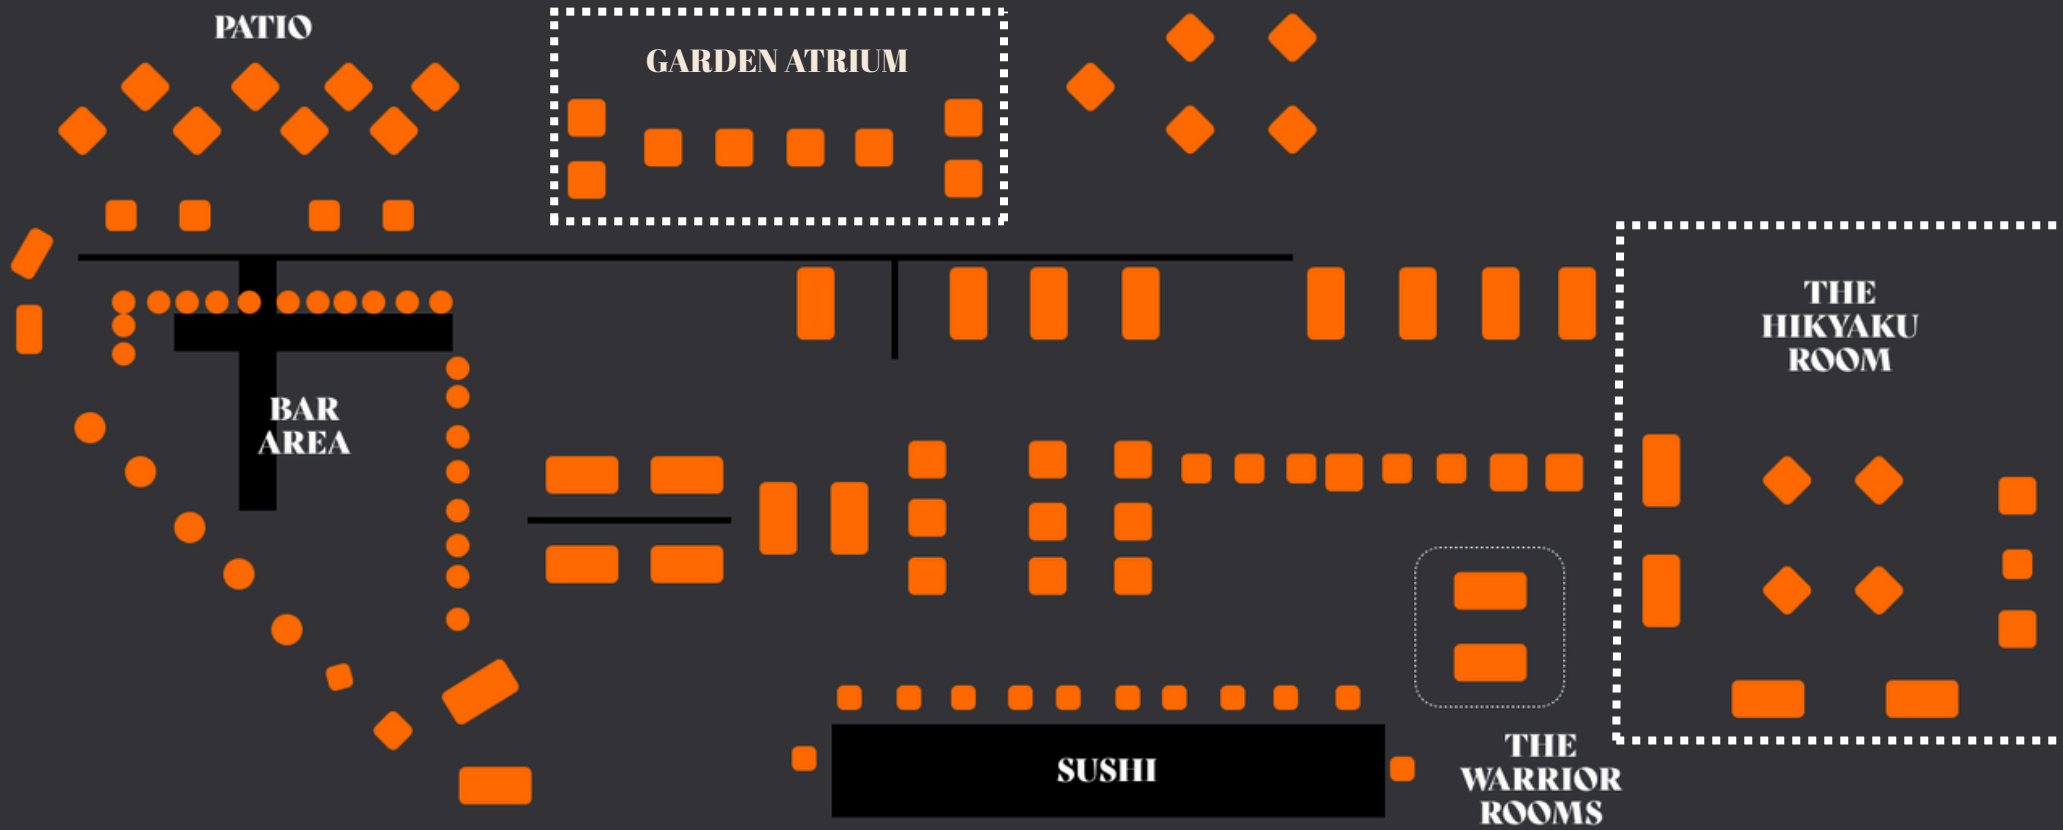 PATIO
GARDEN ATRIUM
THE
HIKYAKU
ROOM
BAR
AREA
SUSHI
THE
WARRIOR
ROOMS